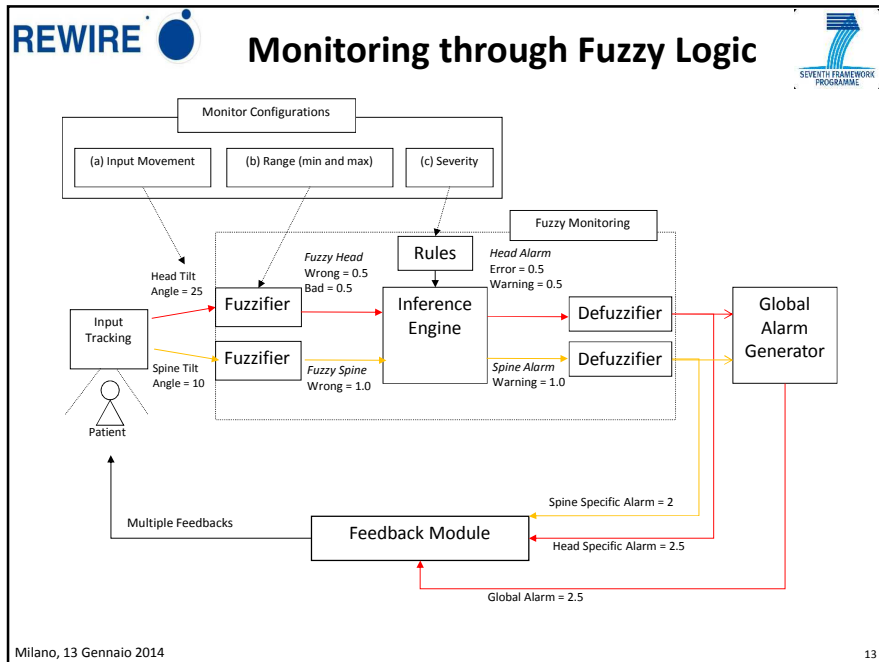 REWIRE
Monitoring through Fuzzy Logic
SEVENTH FRAMEWORK
PROGRAMME
Monitor Configurations
(a) Input Movement
(b) Range (min and max)
(c) Severity
Fuzzy Monitoring
Head Tilt
Angle = 25
Fuzzy Head
Wrong = 0.5
Bad = 0.5
Rules
Head Alarm
Error = 0.5
Warning = 0.5
Input
Tracking
Fuzzifier
Inference
Engine
Defuzzifier
Global
Alarm
Generator
Spine Tilt
Angle = 10
Fuzzifier
Fuzzy Spine
Wrong = 1.0
Spine Alarm
Warning = 1.0
Defuzzifier
Patient
Spine Specific Alarm = 2
Multiple Feedbacks
Feedback Module
Head Specific Alarm = 2.5
Global Alarm = 2.5
Milano, 13 Gennaio 2014
13